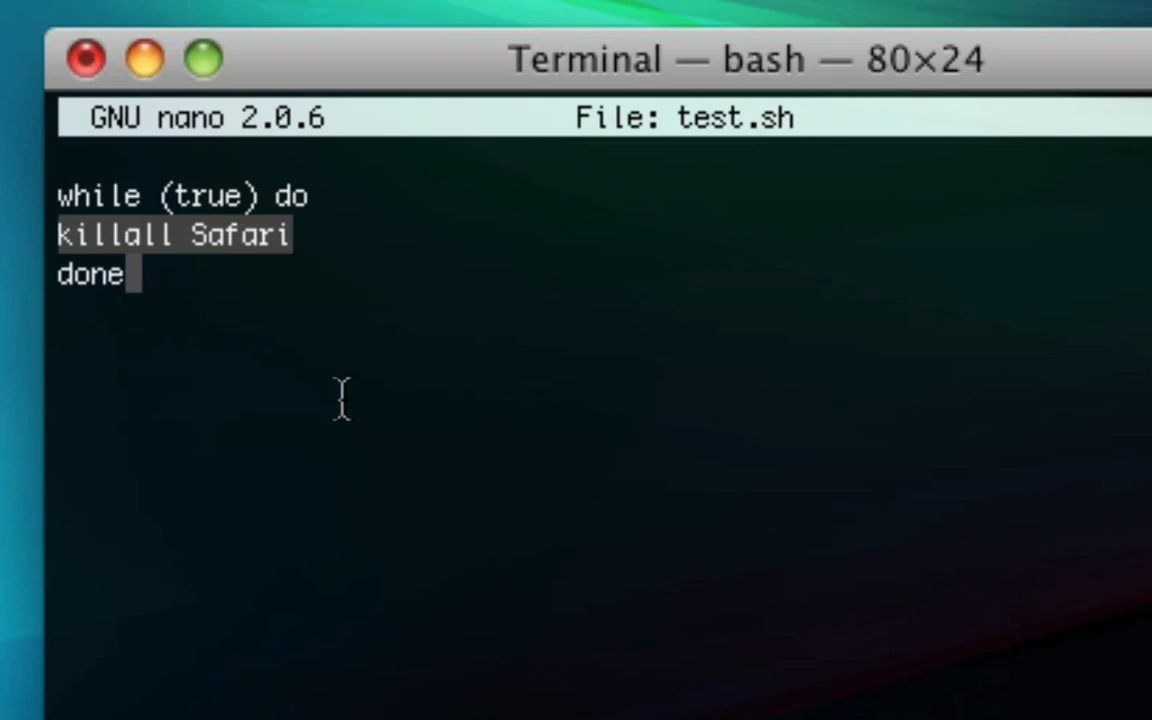 Terminal — bash — 80×24
GNU nano 2.0.6 File: test.sh
while (true) do
killall Safari
done